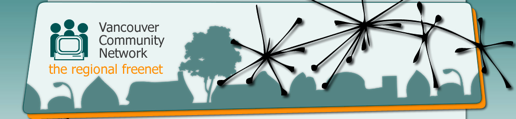 Vancouver
Community
Network
the regional freenet